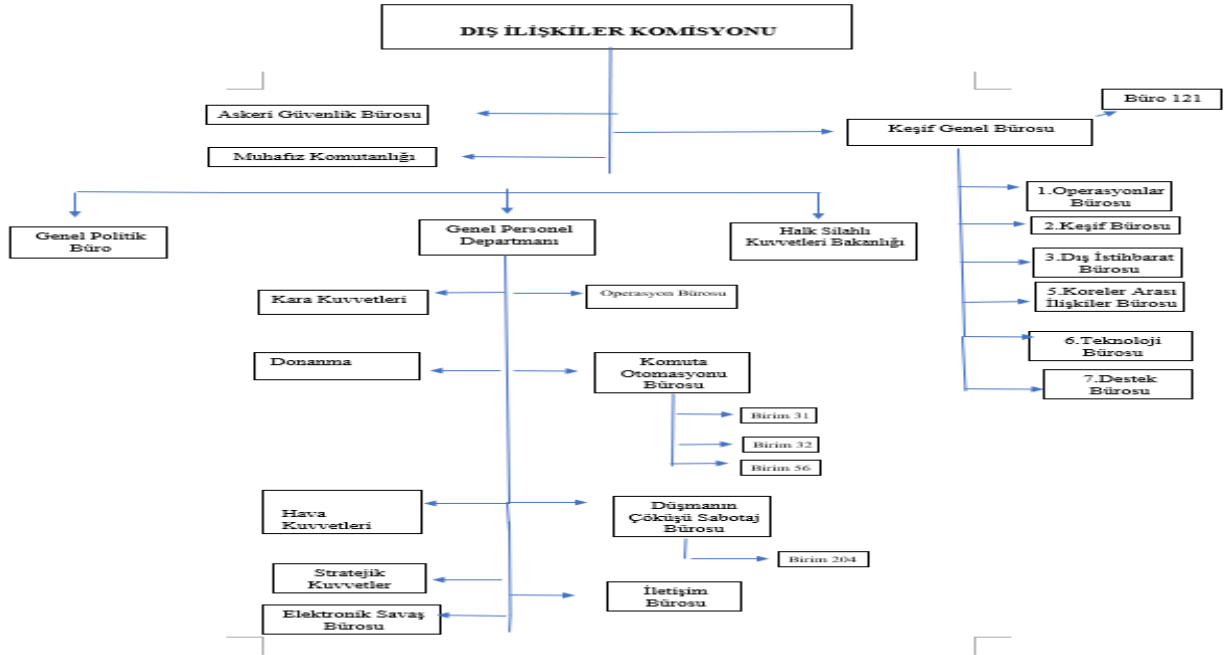 DIŞ İLİŞKİLER KOMİSYONU
Askeri Güvenlik Bürosu
Muhafız Komutanlığı
Büro 121
Keşif Genel Bürosu
1.Operasyonlar
Bürosu
2.Keşif Bürosu
3.Dış İstihbarat
Bürosu
5.Koreler Arası
İlişkiler Bürosu
6.Teknoloji
Bürosu
7.Destek
Bürosu
Genel Politik
Büro
Genel Personel
Departmanı
Halk Silahlı
Kuvvetleri Bakanlığı
Kara Kuvvetleri
Operasyon Bürosu
Donanma
Komuta
Otomasyonu
Bürosu
Birim 31
Birim 32
Birim 56
Hava
Kuvvetleri
Düşmanın
Çöküşü Sabotaj
Bürosu
Birim 204
Stratejik
Kuvvetler
İletişim
Bürosu
Elektronik Savaş
Bürosu